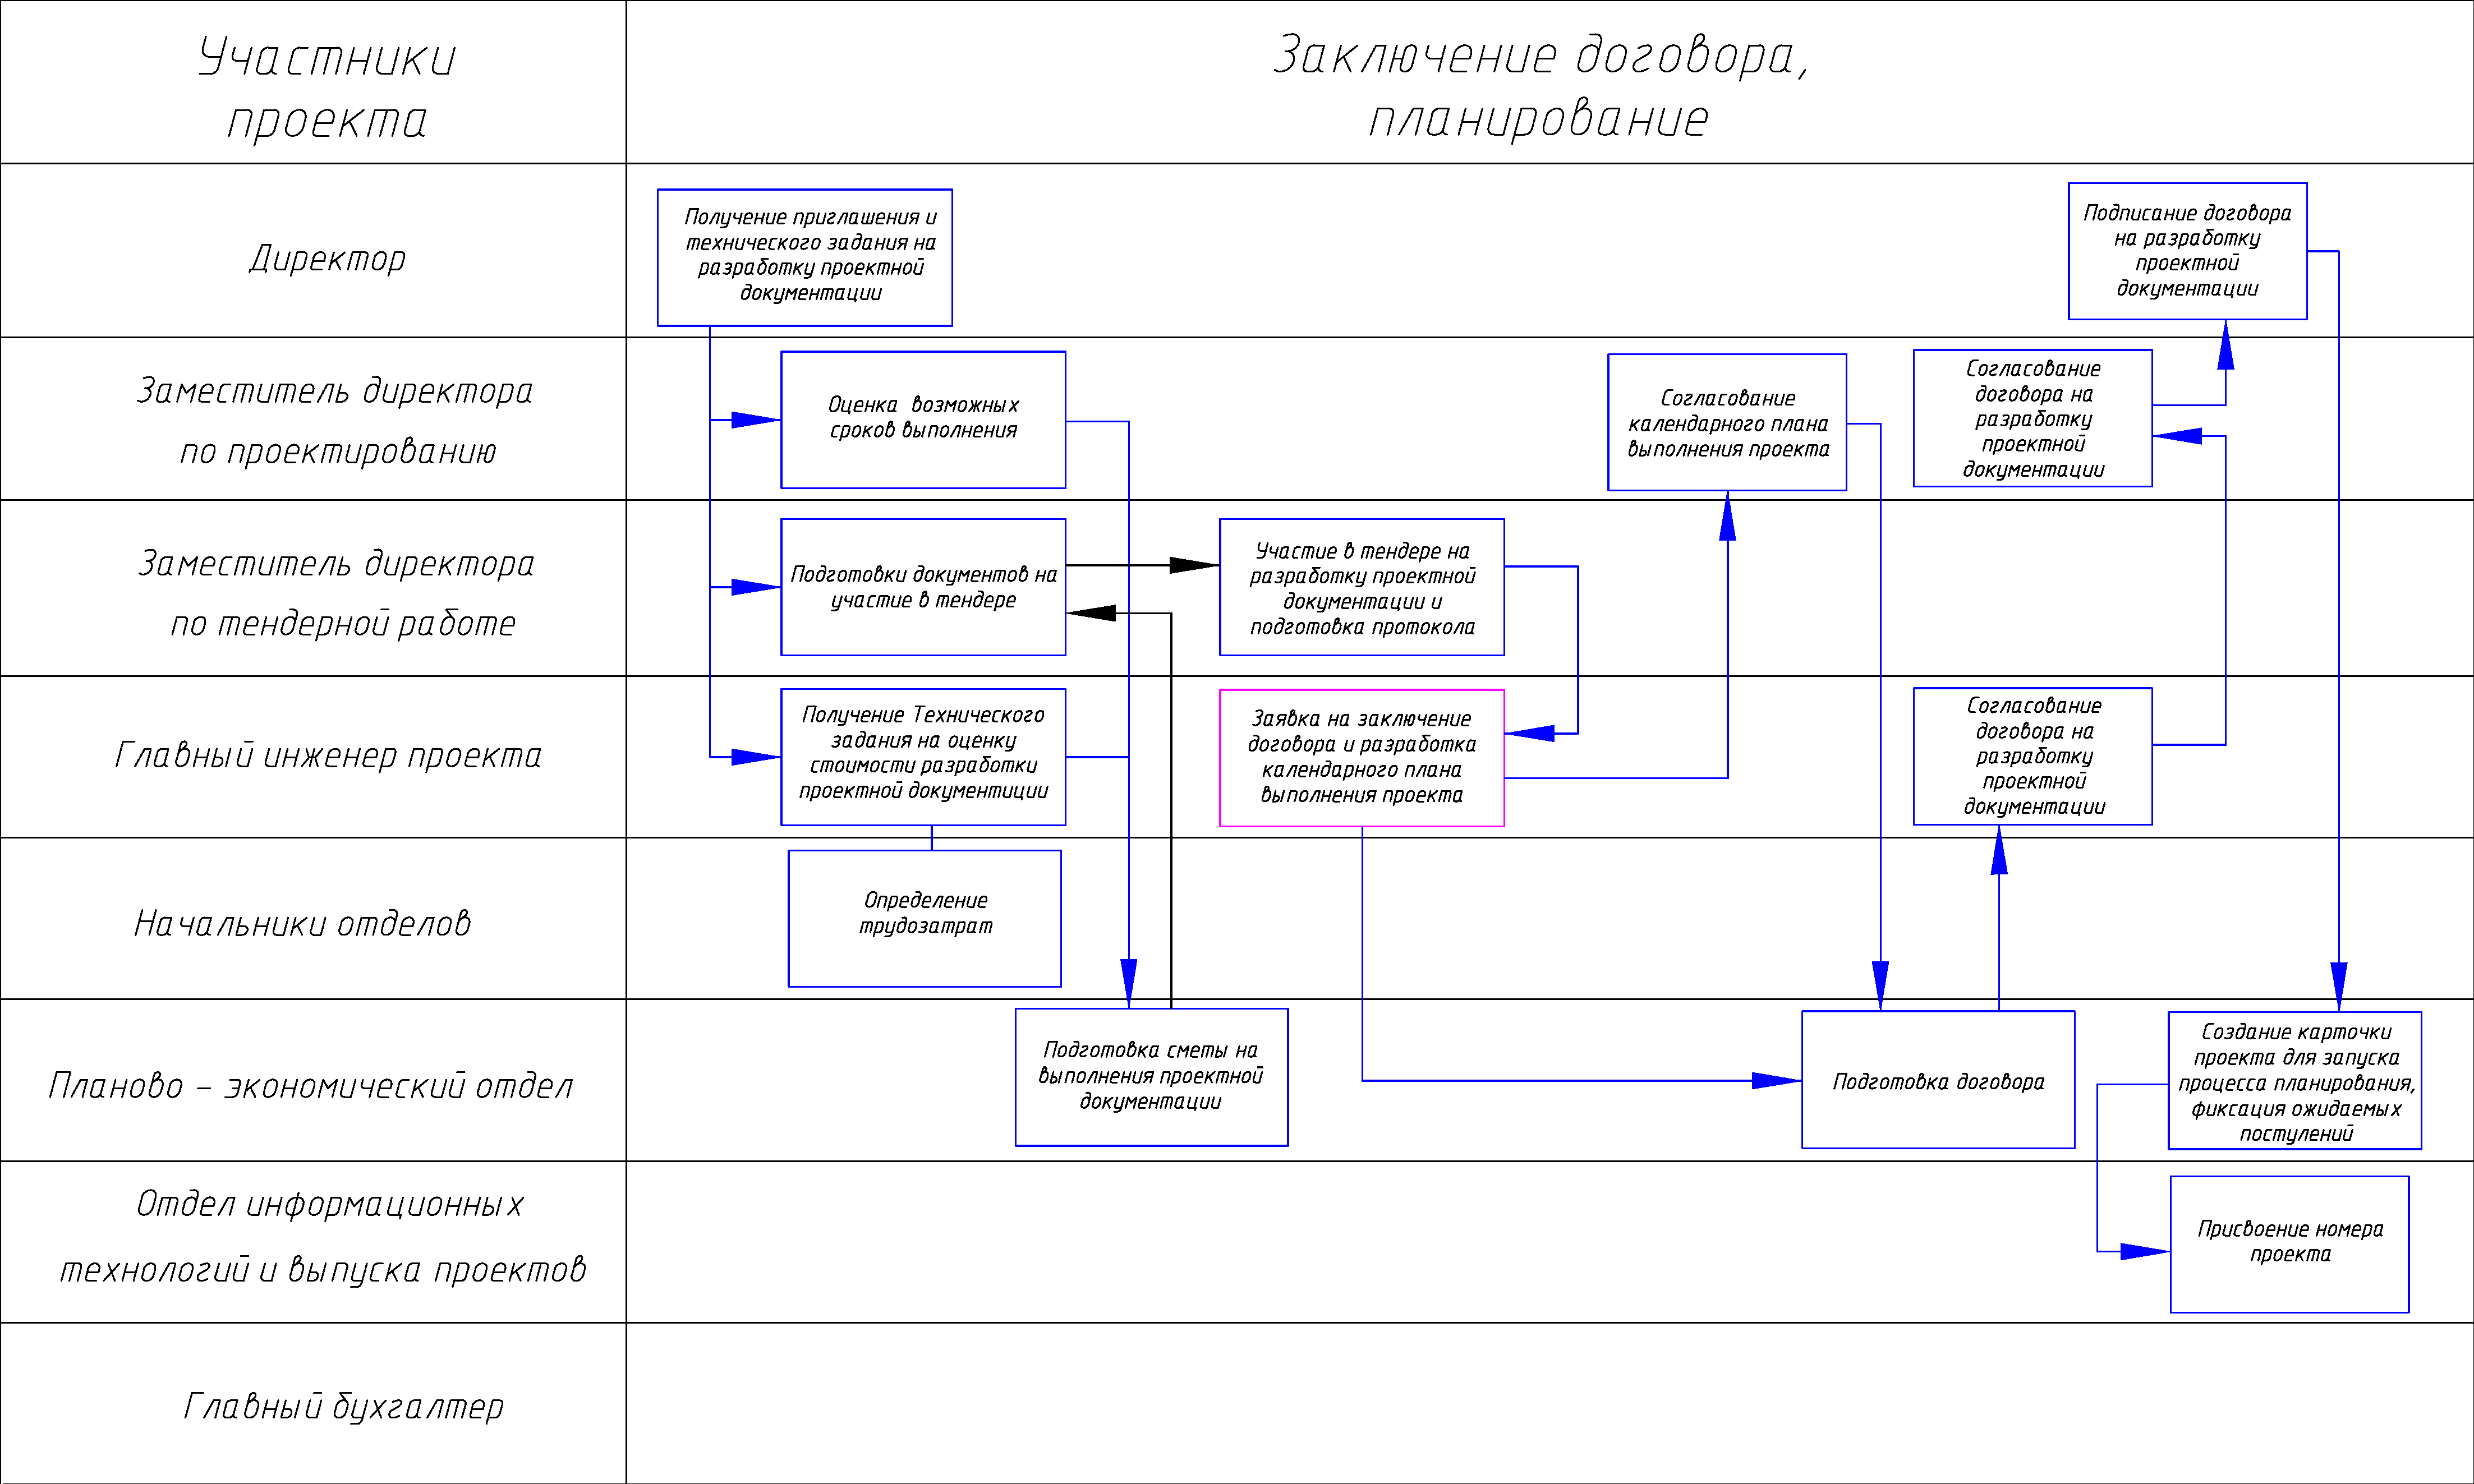 Участники
проекта
Заключение договора,
планирование
Директор
Получение приглашения и
технического задания на
разработку проектной
документации
Подписание договора
на разработку
проектной
документации
Заместитель директора
по проектированию
Оценка возможных
сроков выполнения
Согласование
календарного плана
выполнения проекта
Согласование
договора на
разработку
проектной
документации
Заместитель директора
по тендерной работе
Подготовки документов на
участие в тендере
Участие в тендере на
разработку проектной
документации и
подготовка протокола
Главный инженер проекта
Получение Технического
задания на оценку
стоимости разработки
проектной документиции
Заявка на заключение
договора и разработка
календарного плана
выполнения проекта
Согласование
договора на
разработку
проектной
документации
Начальники отделов
Определение
трудозатрат
Планово – экономический отдел
Подготовка сметы на
выполнения проектной
документации
Подготовка договора
Создание карточки
проекта для запуска
процесса планирования,
фиксация ожидаемых
постулений
Отдел информационных
технологий и выпуска проектов
Присвоение номера
проекта
Главный бухгалтер